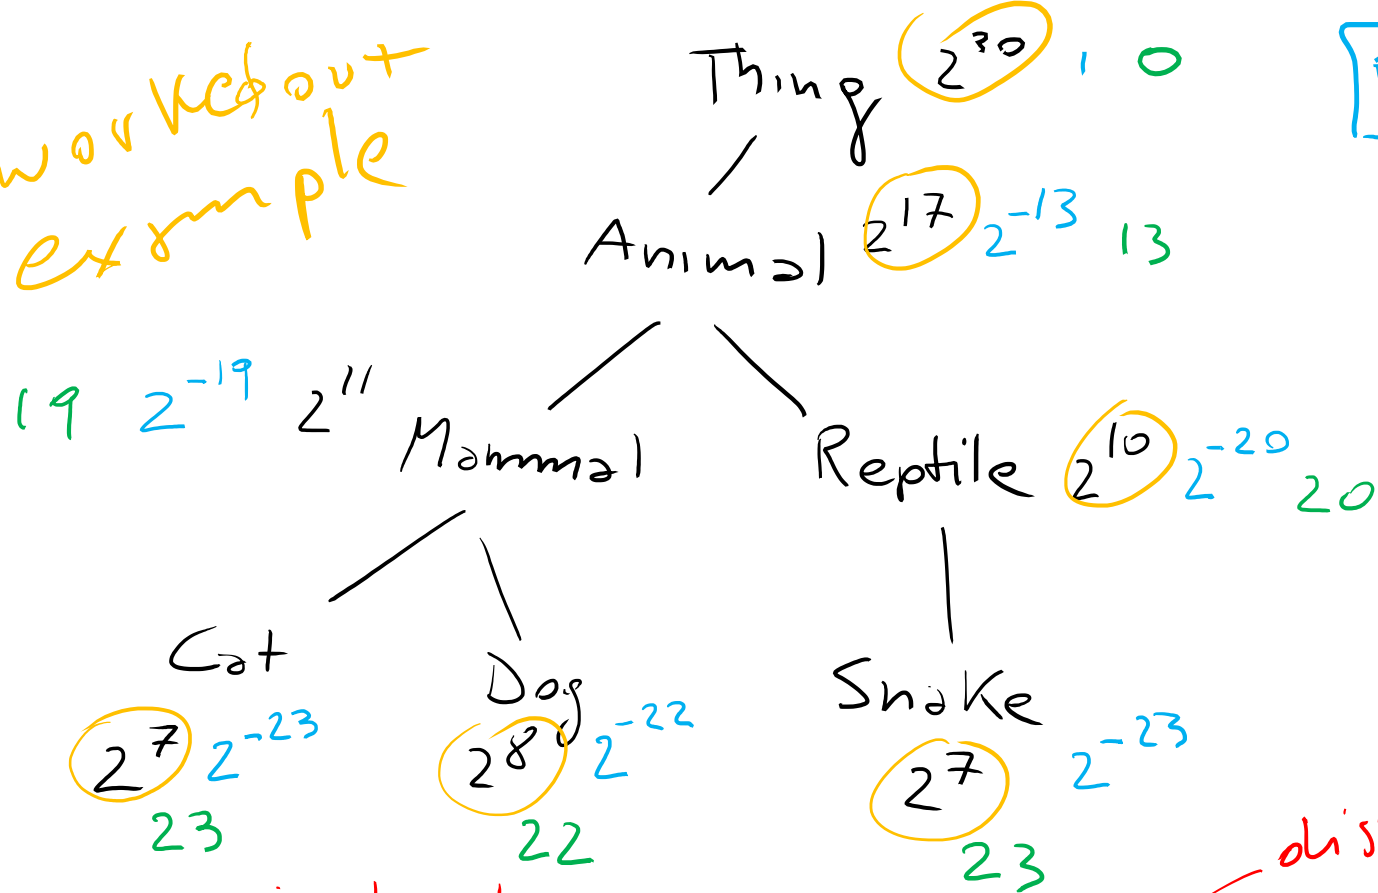 workedout
example
Thing 2^30 1 0
Animal 2^17 2^-13 13
19 2^-19 2^11 Mammal
Reptile 2^10 2^-20 20
Cat
2^7 2^-23
23
Dog
2^8 2^-22
22
Snake
2^7 2^-23
23